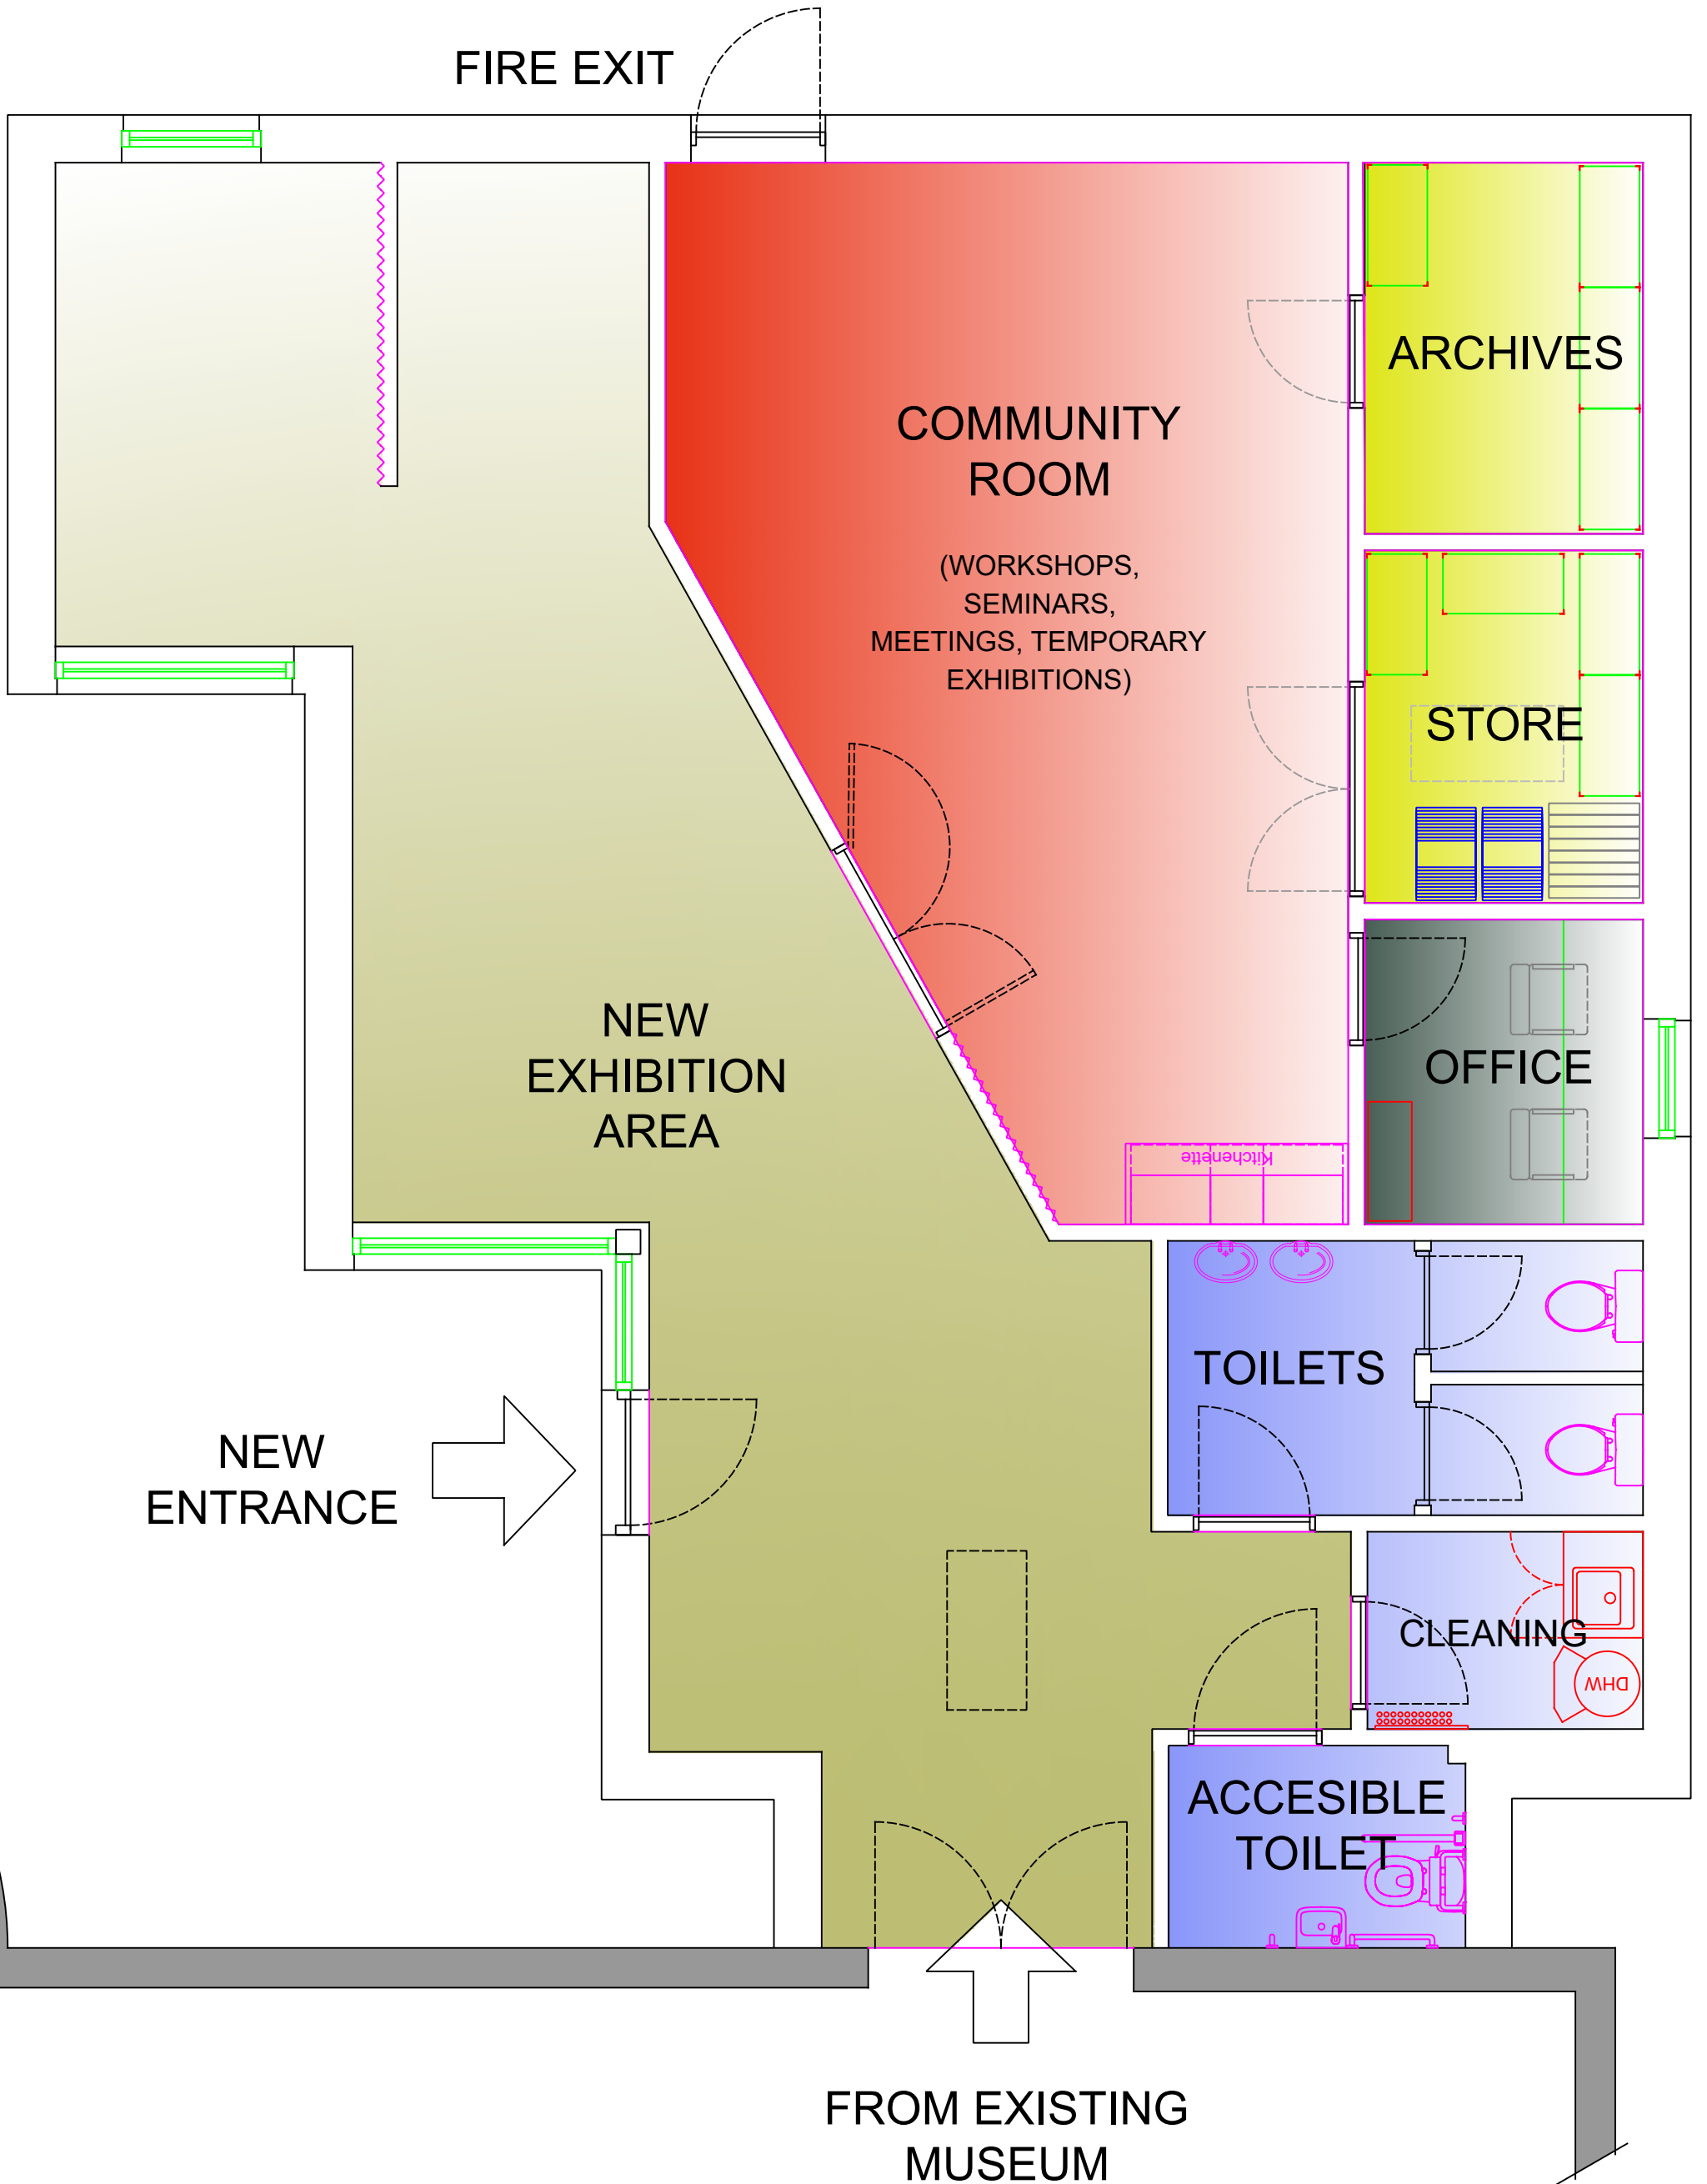 FIRE EXIT
ARCHIVES
COMMUNITY
ROOM
(WORKSHOPS,
SEMINARS,
MEETINGS, TEMPORARY
EXHIBITIONS)
STORE
NEW
EXHIBITION
AREA
OFFICE
Kitchenette
TOILETS
NEW
ENTRANCE
CLEANING
DHW
ACCESIBLE
TOILET
FROM EXISTING
MUSEUM